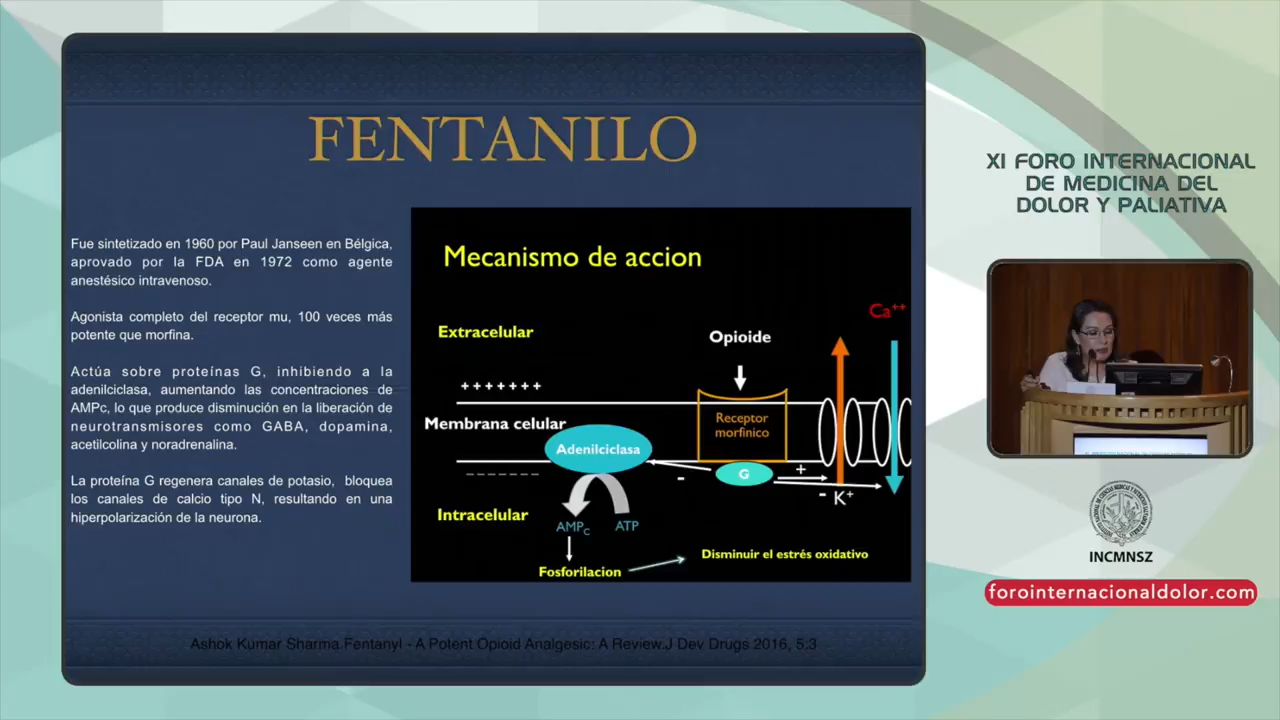 FENTANILO
Fue sintetizado en 1960 por Paul Janseen en Bélgica,
aprovado por la FDA en 1972 como agente
anestésico intravenoso.
Agonista completo del receptor mu, 100 veces más
potente que morfina.
Actúa sobre proteínas G, inhibiendo a la
adenilciclasa, aumentando las concentraciones de
AMPc, lo que produce disminución en la liberación de
neurotransmisores como GABA, dopamina,
acetilcolina y noradrenalina.
La proteína G regenera canales de potasio, bloquea
los canales de calcio tipo N, resultando en una
hiperpolarización de la neurona.
Mecanismo de accion
Ca++
Extracelular
Opioide
+ + + + + + +
Membrana celular
Receptor
morfinico
Adenilciclasa
G
+
-
- K+
– – – – – – –
Intracelular
AMPC
ATP
Disminuir el estrés oxidativo
Fosforilacion
Ashok Kumar Sharma Fentanyl - A Potent Opioid Analgesic: A Review.J Dev Drugs 2016, 5:3
XI FORO INTERNACIONAL
DE MEDICINA DEL
DOLOR Y PALIATIVA
INCMNSZ
forointernacionaldolor.com